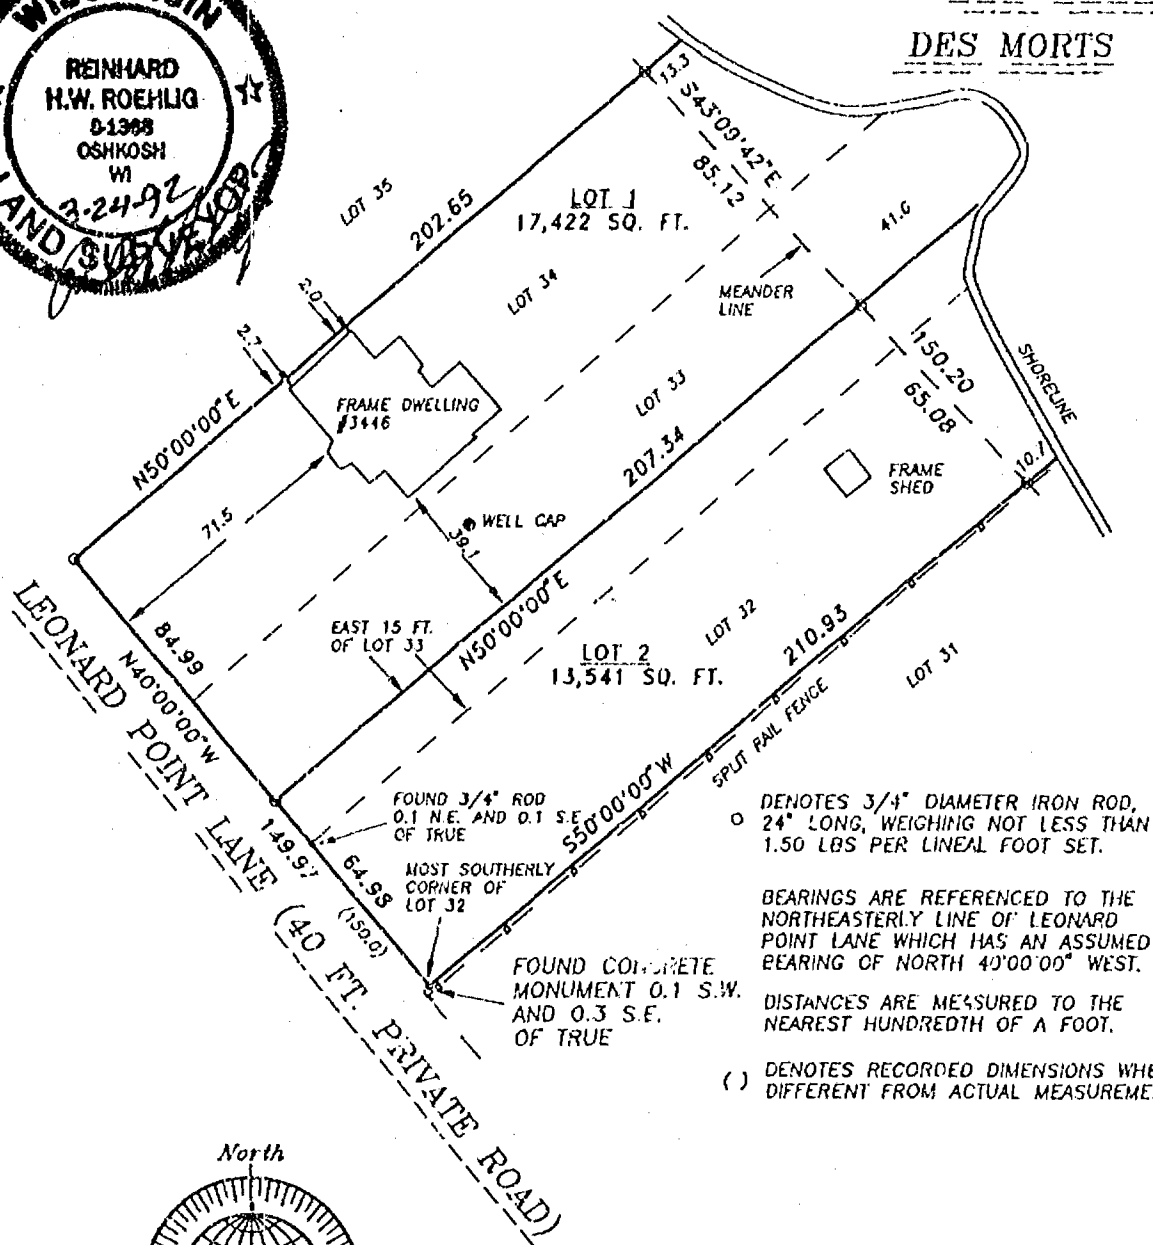 WISCONSIN
REINHARD
H.W. ROEHLIG
S-1368
OSHKOSH
WI
3-24-92
LAND SURVEYOR
DES MORTS
13.3
S43°09'42"E
85.12
LOT 35
202.65
LOT 1
17,422 SQ. FT.
41.6
LOT 34
MEANDER
LINE
2.0
2.7
150.20
65.08
SHORELINE
LOT 33
FRAME DWELLING
#3446
N50°00'00"E
207.34
FRAME
SHED
10.7
71.5
WELL CAP
39.1
LEONARD POINT LANE (40 FT. PRIVATE ROAD)
84.99
N40°00'00"W
EAST 15 FT.
OF LOT 33
N50°00'00"E
LOT 2
13,541 SQ. FT.
LOT 32
210.93
LOT 31
SPLIT RAIL FENCE
S50°00'00"W
FOUND 3/4" ROD
0.1 N.E. AND 0.1 S.E.
OF TRUE
149.97
64.98
(150.0)
MOST SOUTHERLY
CORNER OF
LOT 32
FOUND CONCRETE
MONUMENT 0.1 S.W.
AND 0.3 S.E.
OF TRUE
DENOTES 3/4" DIAMETER IRON ROD,
24" LONG, WEIGHING NOT LESS THAN
1.50 LBS PER LINEAL FOOT SET.
BEARINGS ARE REFERENCED TO THE
NORTHEASTERLY LINE OF LEONARD
POINT LANE WHICH HAS AN ASSUMED
BEARING OF NORTH 40°00'00" WEST.
DISTANCES ARE MEASURED TO THE
NEAREST HUNDREDTH OF A FOOT.
( ) DENOTES RECORDED DIMENSIONS WHE
DIFFERENT FROM ACTUAL MEASUREME
North